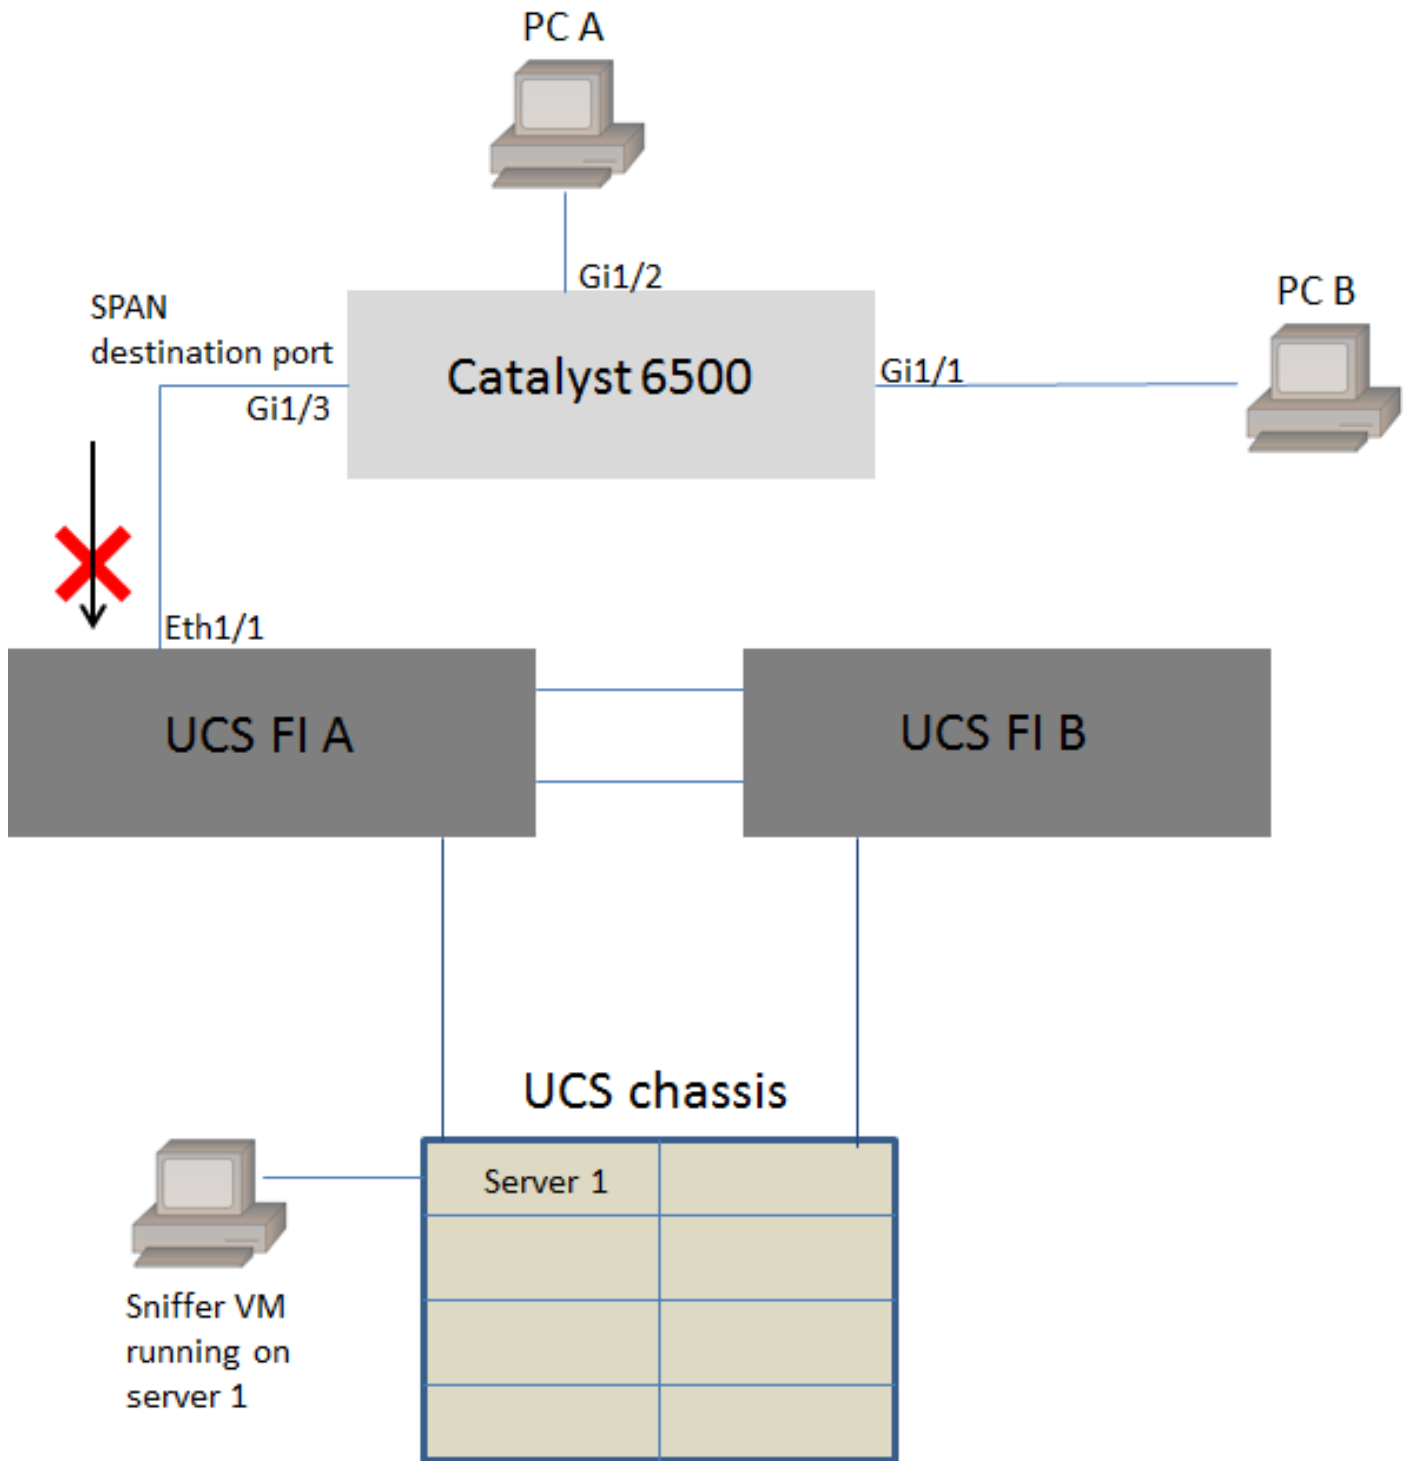 PC A
Gi1/2
SPAN
destination port
PC B
Catalyst 6500
Gi1/1
Gi1/3
Eth1/1
UCS FI A
UCS FI B
UCS chassis
Server 1
Sniffer VM
running on
server 1